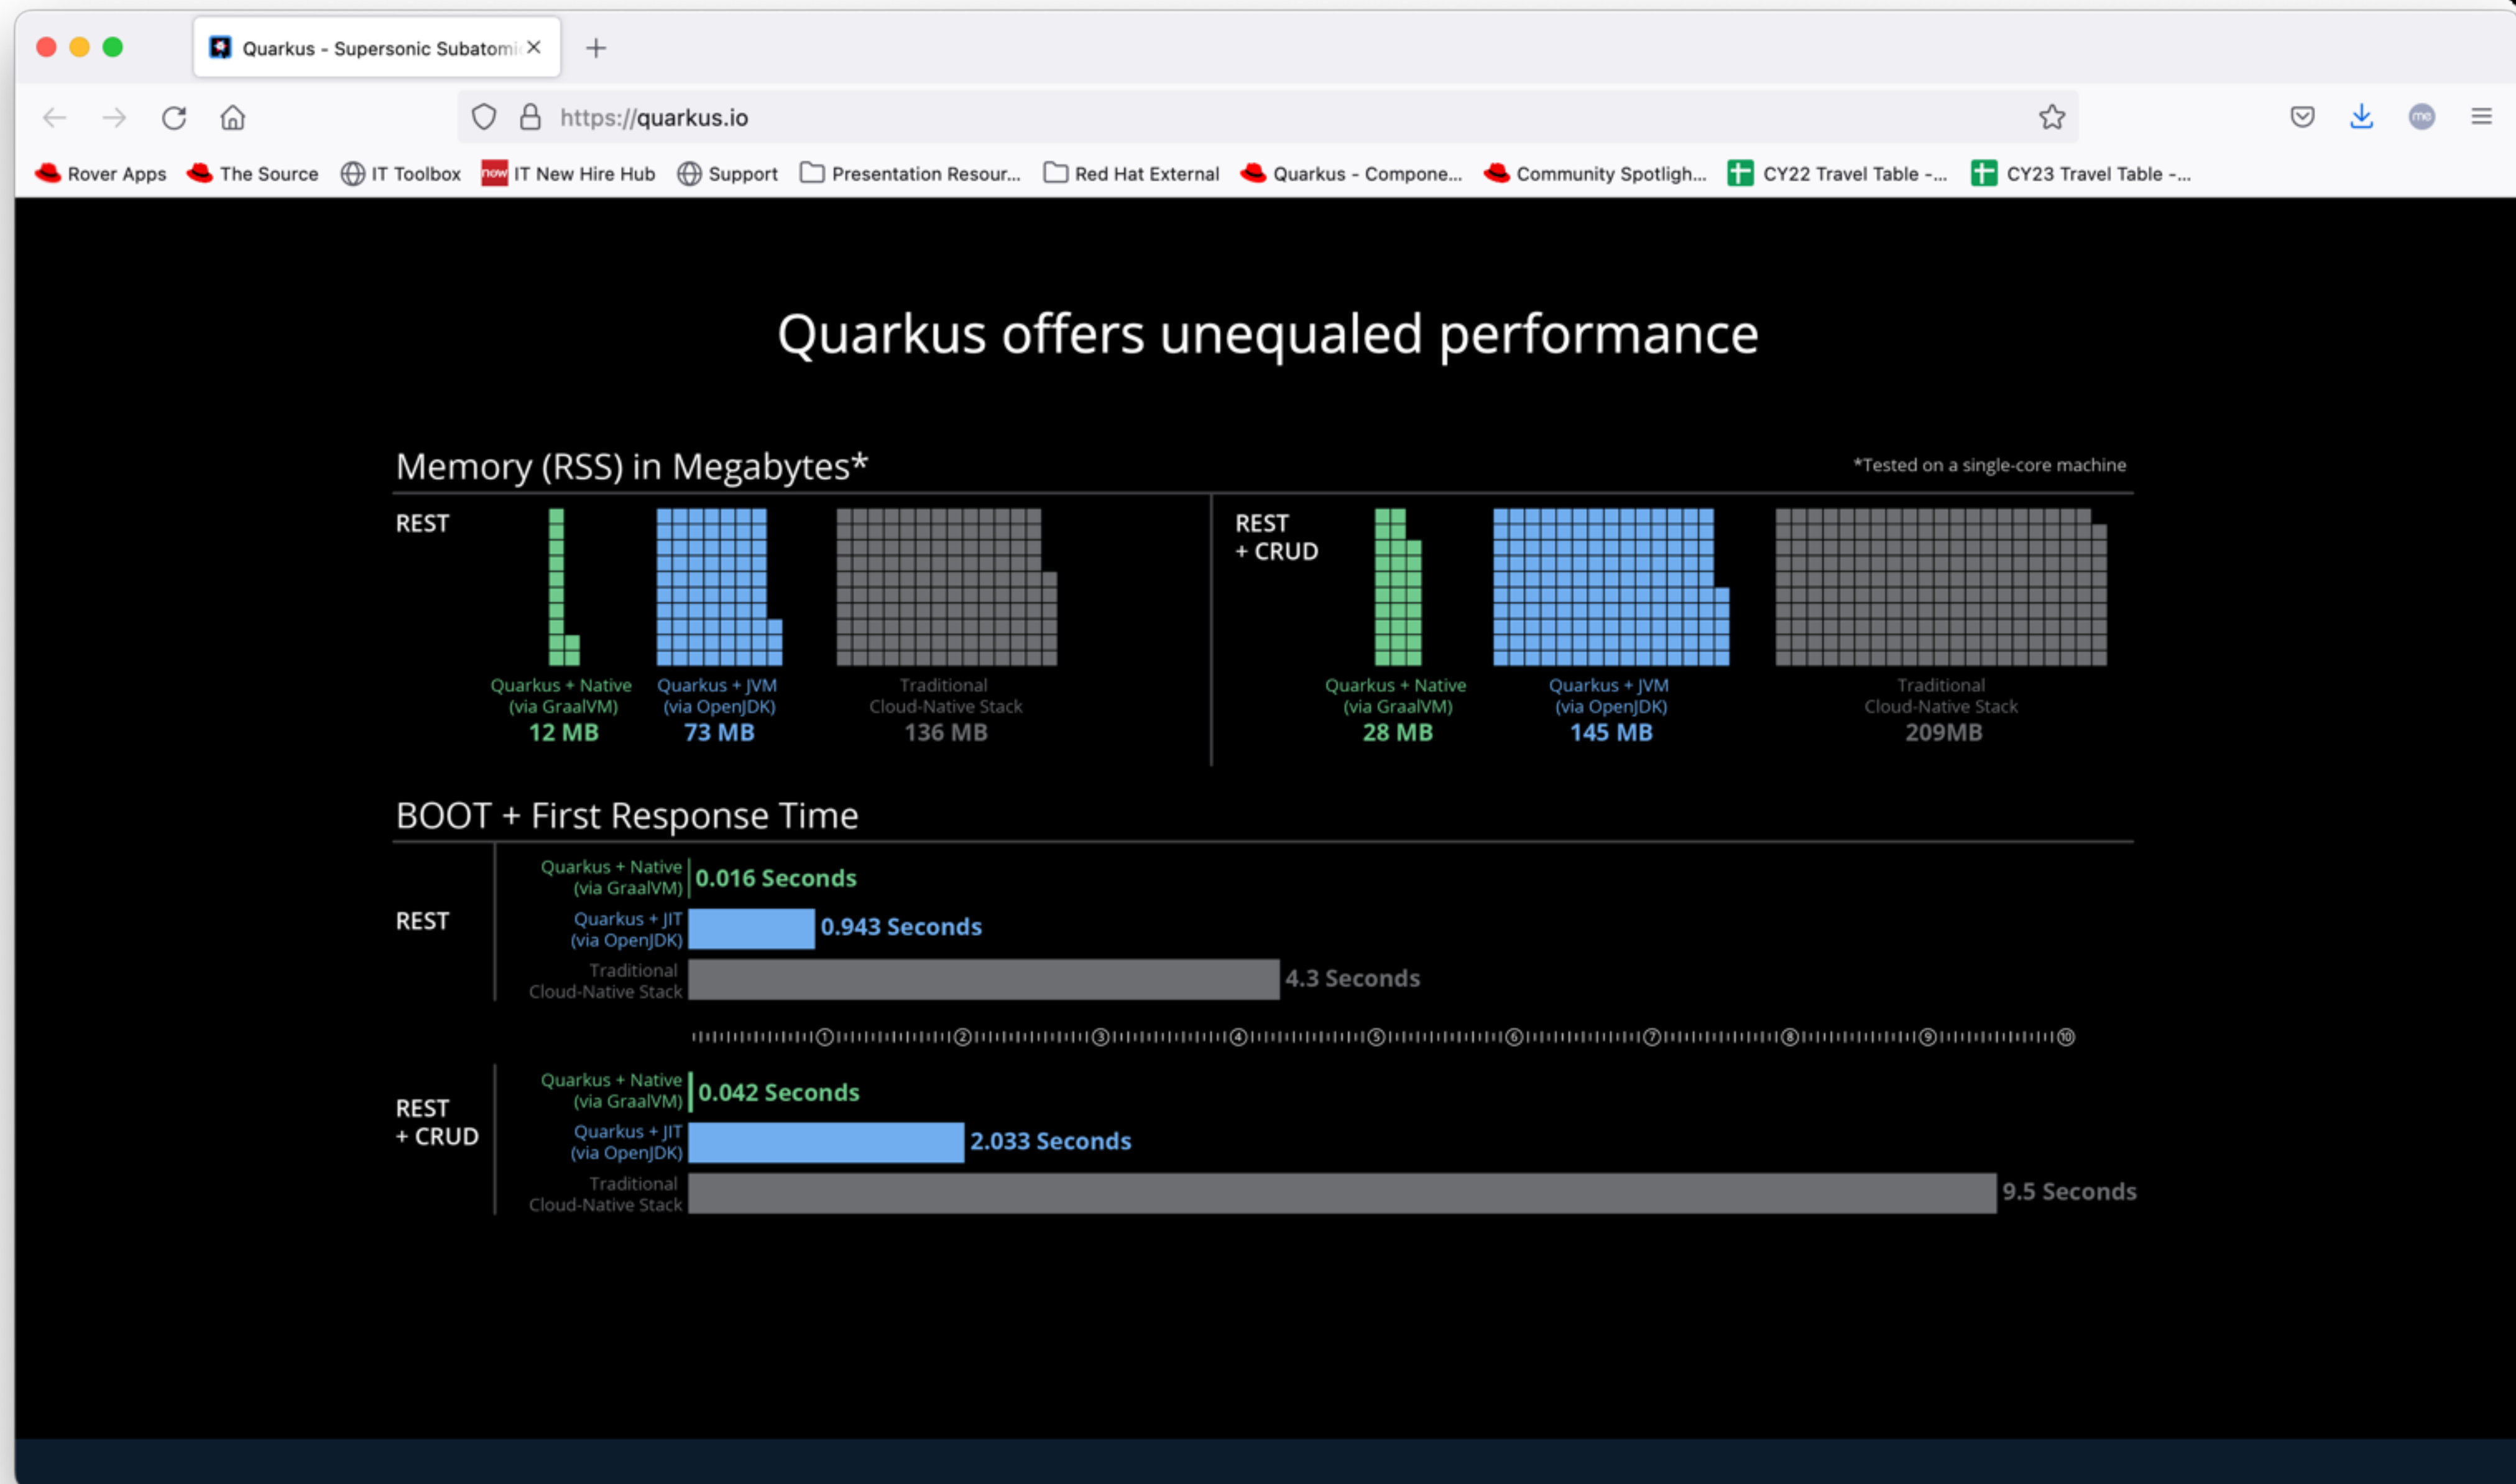 Quarkus - Supersonic Subatomic
https://quarkus.io
Rover Apps The Source IT Toolbox now IT New Hire Hub Support Presentation Resour... Red Hat External Quarkus - Compone... Community Spotligh... CY22 Travel Table -... CY23 Travel Table -...
Quarkus offers unequaled performance
Memory (RSS) in Megabytes*
*Tested on a single-core machine
REST
Quarkus + Native
(via GraalVM)
12 MB
Quarkus + JVM
(via OpenJDK)
73 MB
Traditional
Cloud-Native Stack
136 MB
REST
+ CRUD
Quarkus + Native
(via GraalVM)
28 MB
Quarkus + JVM
(via OpenJDK)
145 MB
Traditional
Cloud-Native Stack
209MB
BOOT + First Response Time
REST
Quarkus + Native
(via GraalVM)
0.016 Seconds
Quarkus + JIT
(via OpenJDK)
0.943 Seconds
Traditional
Cloud-Native Stack
4.3 Seconds
1 2 3 4 5 6 7 8 9 10
REST
+ CRUD
Quarkus + Native
(via GraalVM)
0.042 Seconds
Quarkus + JIT
(via OpenJDK)
2.033 Seconds
Traditional
Cloud-Native Stack
9.5 Seconds